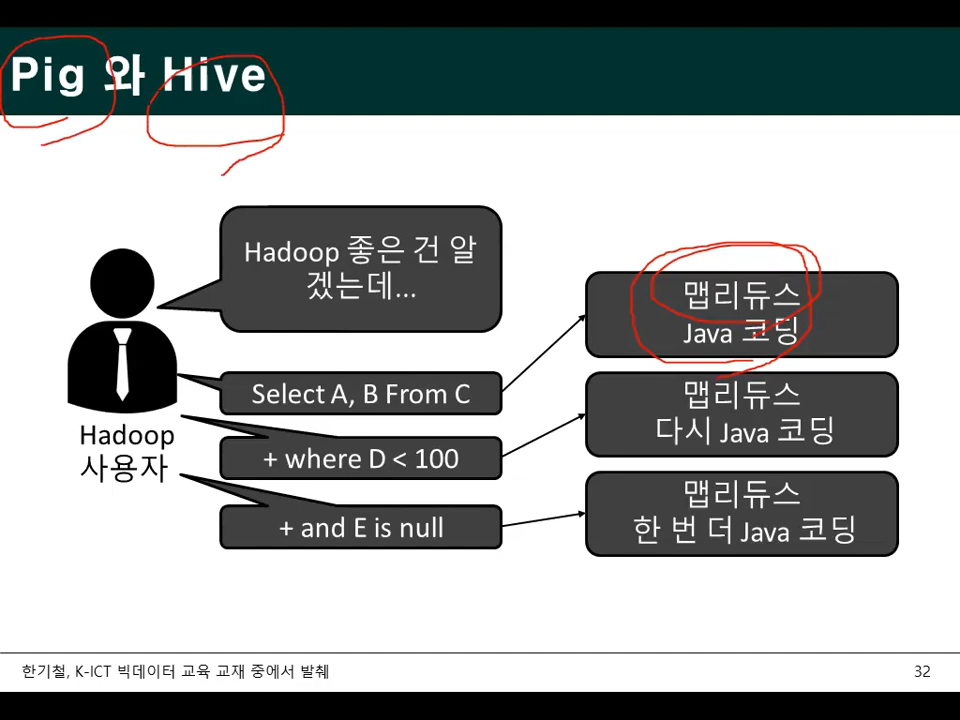 Pig 와 Hive
Hadoop 좋은 건 알
겠는데...
Hadoop
사용자
Select A, B From C
+ where D < 100
+ and E is null
맵리듀스
Java 코딩
맵리듀스
다시 Java 코딩
맵리듀스
한 번 더 Java 코딩
한기철, K-ICT 빅데이터 교육 교재 중에서 발췌
32